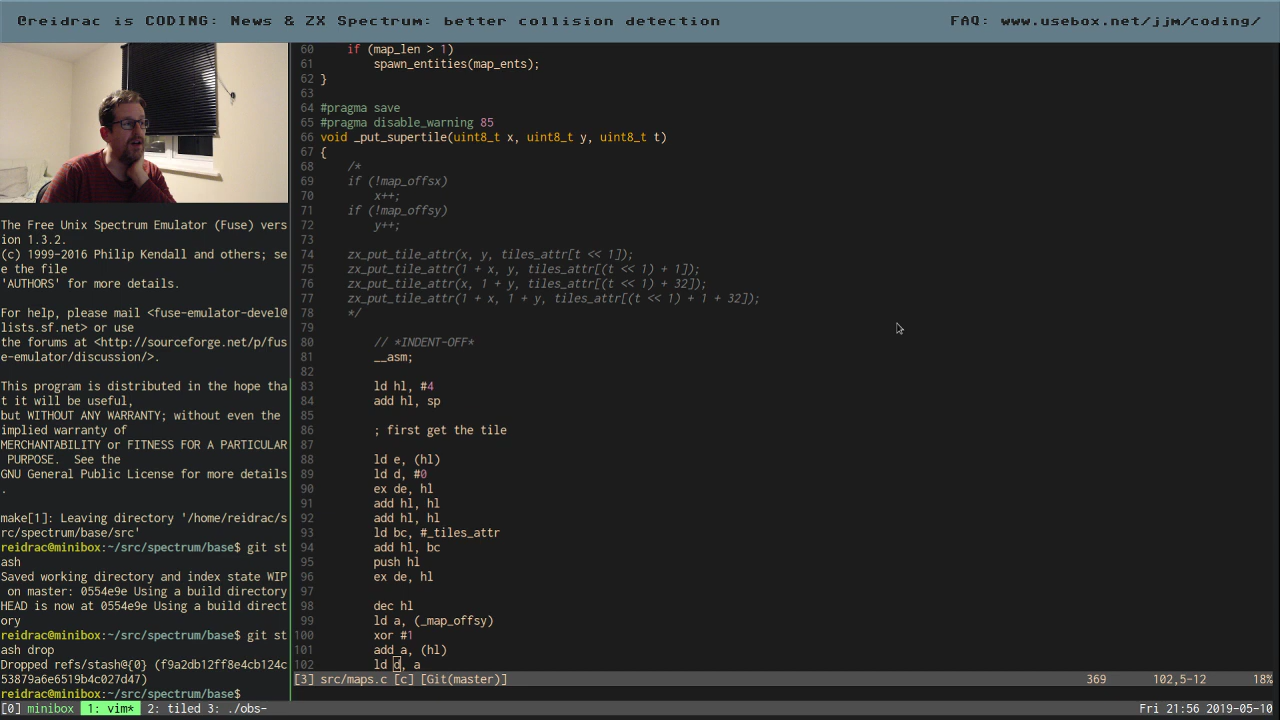 @reidrac is CODING: News & ZX Spectrum: better collision detection
FAQ: www.usebox.net/jjm/coding/
The Free Unix Spectrum Emulator (Fuse) vers
ion 1.3.2.
(c) 1999-2016 Philip Kendall and others; se
e the file
'AUTHORS' for more details.
For help, please mail <fuse-emulator-devel@
lists.sf.net> or use
the forums at <http://sourceforge.net/p/fus
e-emulator/discussion/>.
This program is distributed in the hope tha
t it will be useful,
but WITHOUT ANY WARRANTY; without even the
implied warranty of
MERCHANTABILITY or FITNESS FOR A PARTICULAR
 PURPOSE.  See the
GNU General Public License for more details
.
make[1]: Leaving directory '/home/reidrac/s
rc/spectrum/base/src'
reidrac@minibox:~/src/spectrum/base$ git st
ash
Saved working directory and index state WIP
 on master: 0554e9e Using a build directory
HEAD is now at 0554e9e Using a build direct
ory
reidrac@minibox:~/src/spectrum/base$ git st
ash drop
Dropped refs/stash@{0} (f9a2db12ff8e4cb124c
53879a6e6519b4c027d47)
reidrac@minibox:~/src/spectrum/base$
60     if (map_len > 1)
61         spawn_entities(map_ents);
62 }
63
64 #pragma save
65 #pragma disable_warning 85
66 void _put_supertile(uint8_t x, uint8_t y, uint8_t t)
67 {
68     /*
69     if (!map_offsx)
70         x++;
71     if (!map_offsy)
72         y++;
73
74     zx_put_tile_attr(x, y, tiles_attr[t << 1]);
75     zx_put_tile_attr(1 + x, y, tiles_attr[(t << 1) + 1]);
76     zx_put_tile_attr(x, 1 + y, tiles_attr[(t << 1) + 32]);
77     zx_put_tile_attr(1 + x, 1 + y, tiles_attr[(t << 1) + 1 + 32]);
78     */
79
80         // *INDENT-OFF*
81         __asm;
82
83         ld hl, #4
84         add hl, sp
85
86         ; first get the tile
87
88         ld e, (hl)
89         ld d, #0
90         ex de, hl
91         add hl, hl
92         add hl, hl
93         ld bc, #_tiles_attr
94         add hl, bc
95         push hl
96         ex de, hl
97
98         dec hl
99         ld a, (_map_offsy)
100         xor #1
101         add a, (hl)
102         ld d, a
[3] src/maps.c [c] [Git(master)] 369 102,5-12 18%
[0] minibox 1: vim* 2: tiled 3: ./obs- Fri 21:56 2019-05-10